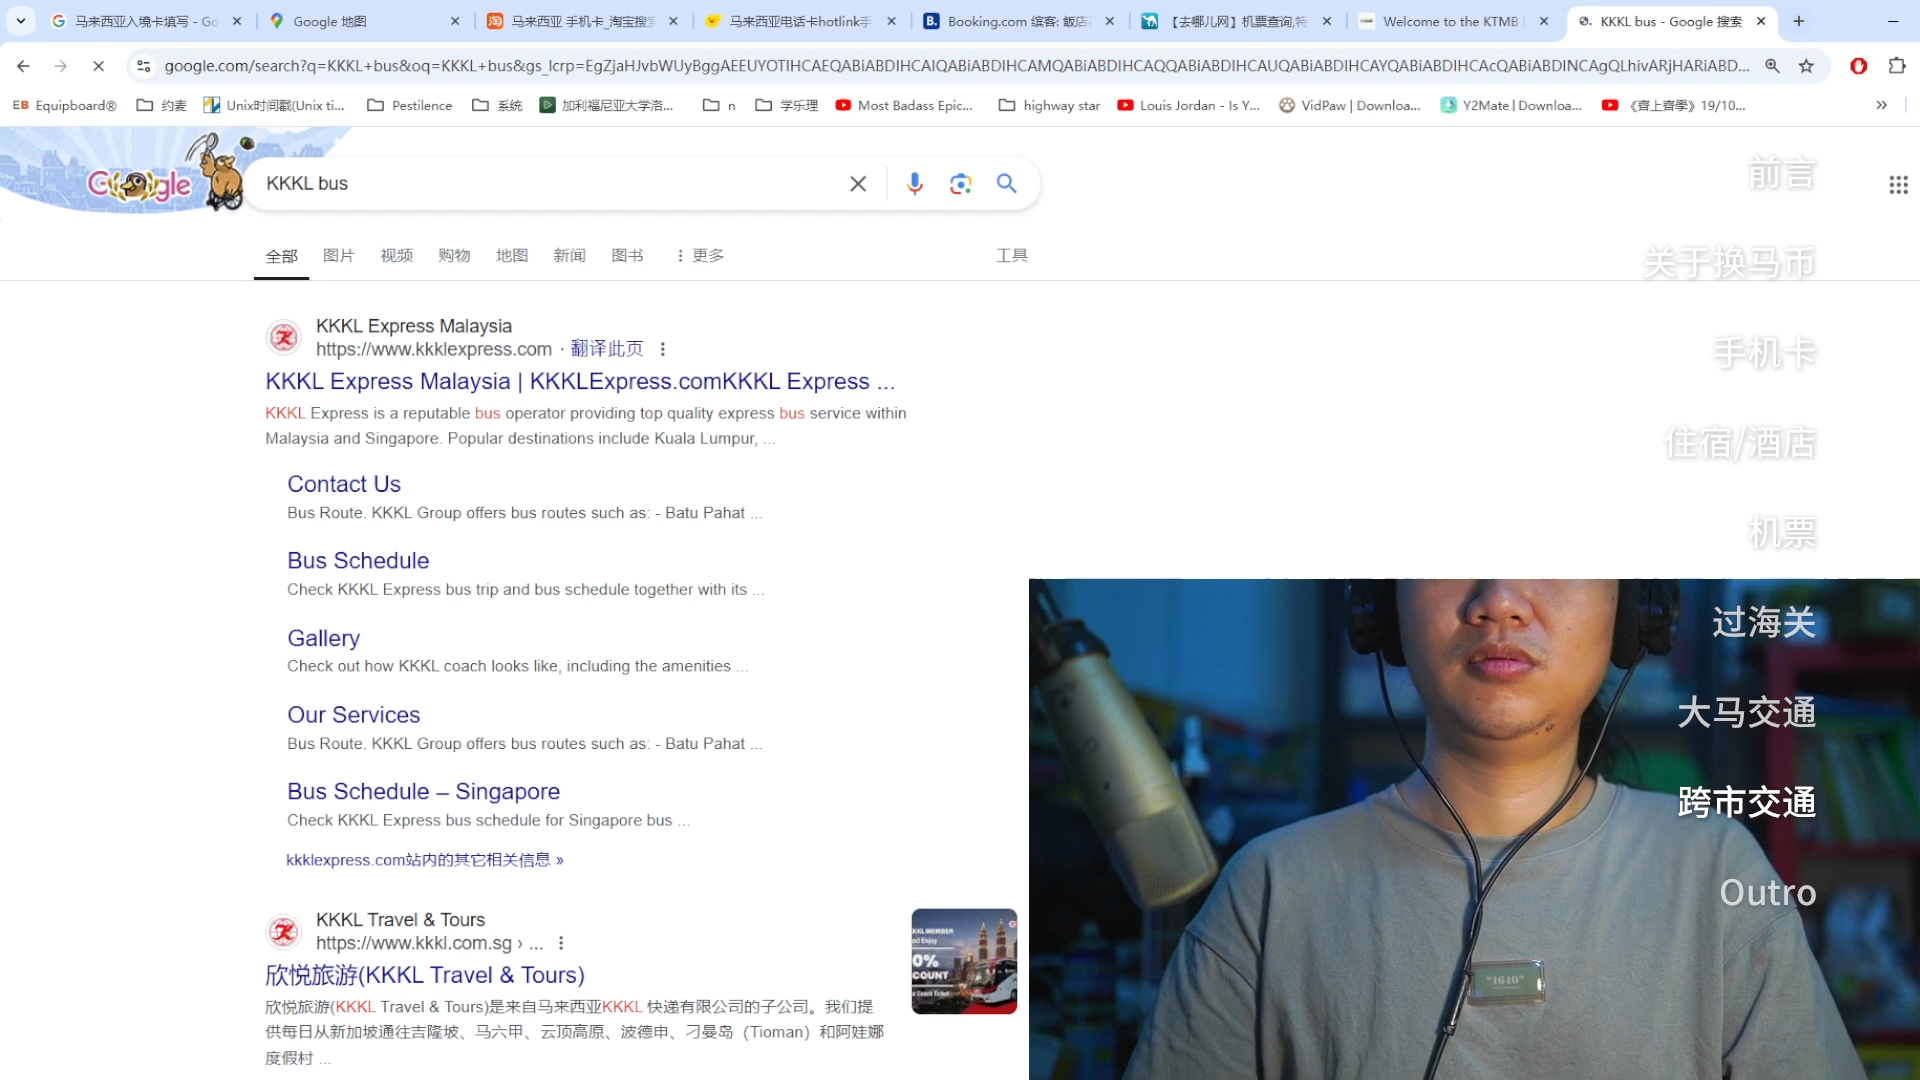 马来西亚入境卡填写 - Go
Google 地图
马来西亚 手机卡_淘宝搜索
马来西亚电话卡hotlink手
Booking.com 缤客: 飯店
【去哪儿网】机票查询,特
Welcome to the KTMB
KKKL bus - Google 搜索
google.com/search?q=KKKL+bus&oq=KKKL+bus&gs_lcrp=EgZjaHJvbWUyBggAEEUYOTIHCAEQABiABDIHCAIQABiABDIHCAMQABiABDIHCAQQABiABDIHCAUQABiABDIHCAYQABiABDIHCAcQABiABDINCAgQLhivARjHARiABD...
EB Equipboard®
约麦
Unix时间戳(Unix ti...
Pestilence
系统
加利福尼亚大学洛...
n
学乐理
Most Badass Epic...
highway star
Louis Jordan - Is Y...
VidPaw | Downloa...
Y2Mate | Downloa...
《齊上齊學》19/10...
Google
KKKL bus
全部
图片
视频
购物
地图
新闻
图书
更多
工具
KKKL Express Malaysia
https://www.kkklexpress.com · 翻译此页
KKKL Express Malaysia | KKKLExpress.comKKKL Express ...
KKKL Express is a reputable bus operator providing top quality express bus service within
Malaysia and Singapore. Popular destinations include Kuala Lumpur, ...
Contact Us
Bus Route. KKKL Group offers bus routes such as: - Batu Pahat ...
Bus Schedule
Check KKKL Express bus trip and bus schedule together with its ...
Gallery
Check out how KKKL coach looks like, including the amenities ...
Our Services
Bus Route. KKKL Group offers bus routes such as: - Batu Pahat ...
Bus Schedule – Singapore
Check KKKL Express bus schedule for Singapore bus ...
kkklexpress.com站内的其它相关信息 »
KKKL Travel & Tours
https://www.kkkl.com.sg › ...
欣悦旅游(KKKL Travel & Tours)
欣悦旅游(KKKL Travel & Tours)是来自马来西亚KKKL 快递有限公司的子公司。我们提
供每日从新加坡通往吉隆坡、马六甲、云顶高原、波德申、刁曼岛（Tioman）和阿娃娜
度假村 ...
前言
关于换马币
手机卡
住宿/酒店
机票
过海关
大马交通
跨市交通
Outro
"1640"